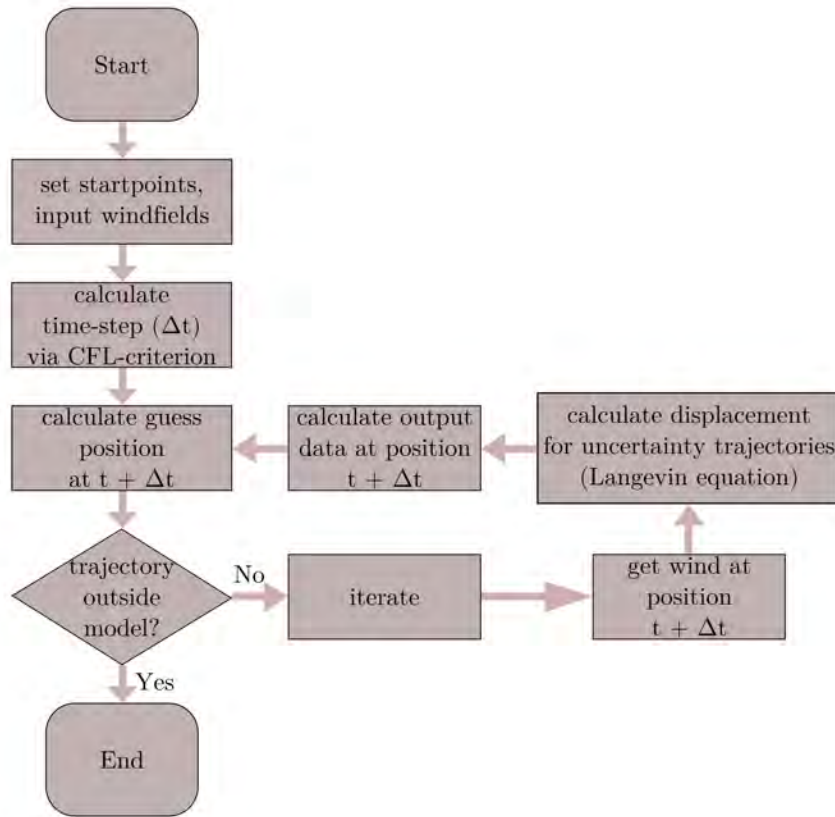 Start
set startpoints,
input windfields
calculate
time-step (Δt)
via CFL-criterion
calculate guess
position
at t + Δt
calculate output
data at position
t + Δt
calculate displacement
for uncertainty trajectories
(Langevin equation)
trajectory
outside
model?
No
iterate
get wind at
position
t + Δt
Yes
End